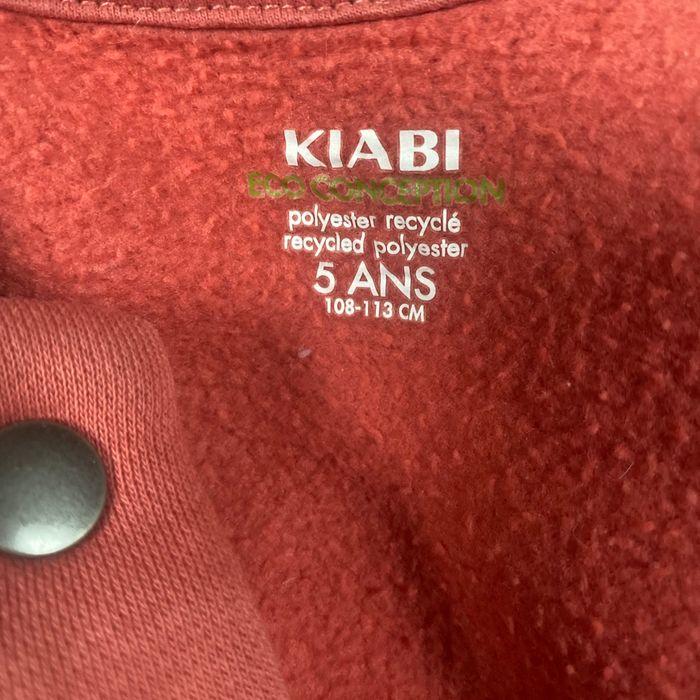 KIABI
ECO CONCEPTION
polyester recyclé
recycled polyester
5 ANS
108-113 CM